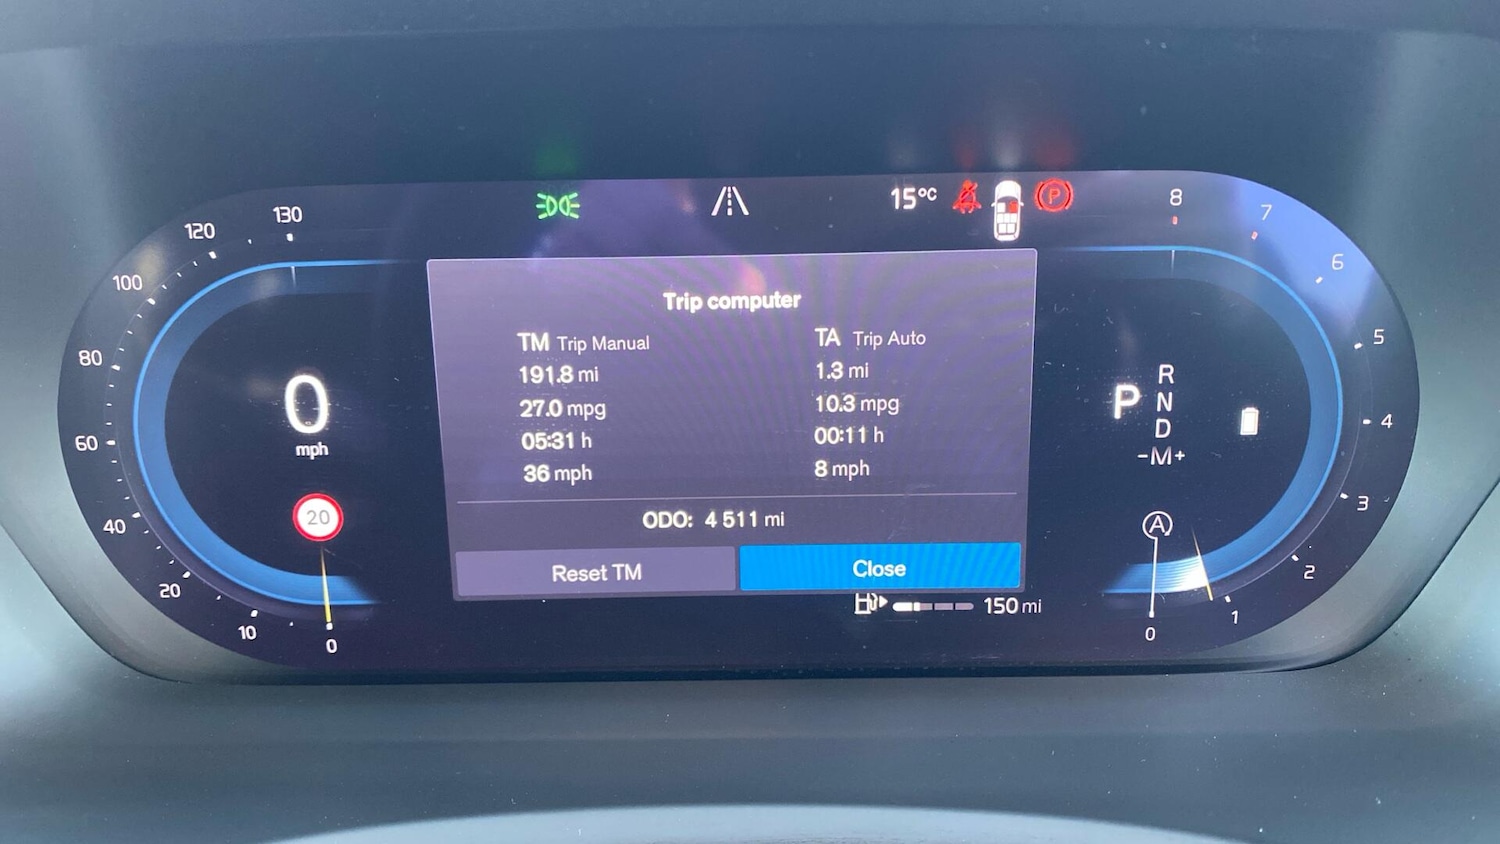 15°C
P
130
120
100
80
60
40
20
10
0
0
mph
20
Trip computer
TM Trip Manual
191.8 mi
27.0 mpg
05:31 h
36 mph
TA Trip Auto
1.3 mi
10.3 mpg
00:11 h
8 mph
ODO: 4 511 mi
Reset TM
Close
150 mi
8
7
6
5
4
3
2
1
0
P
R
N
D
-M+
A